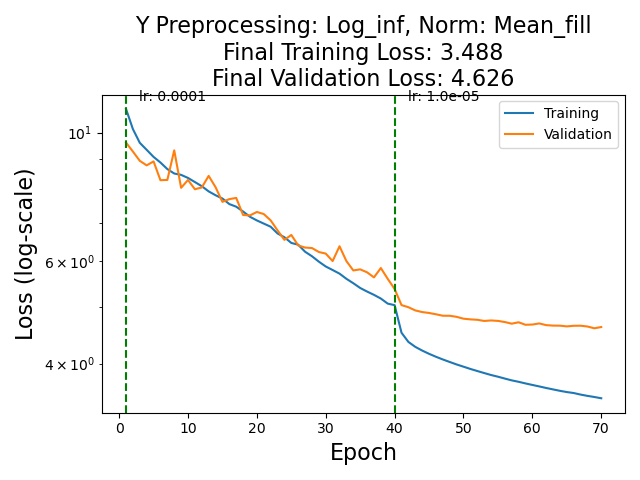 Y Preprocessing: Log_inf, Norm: Mean_fill
Final Training Loss: 3.488
Final Validation Loss: 4.626
lr: 0.0001
lr: 1.0e-05
Training
Validation
10¹
6 × 10⁰
4 × 10⁰
Loss (log-scale)
0 10 20 30 40 50 60 70
Epoch